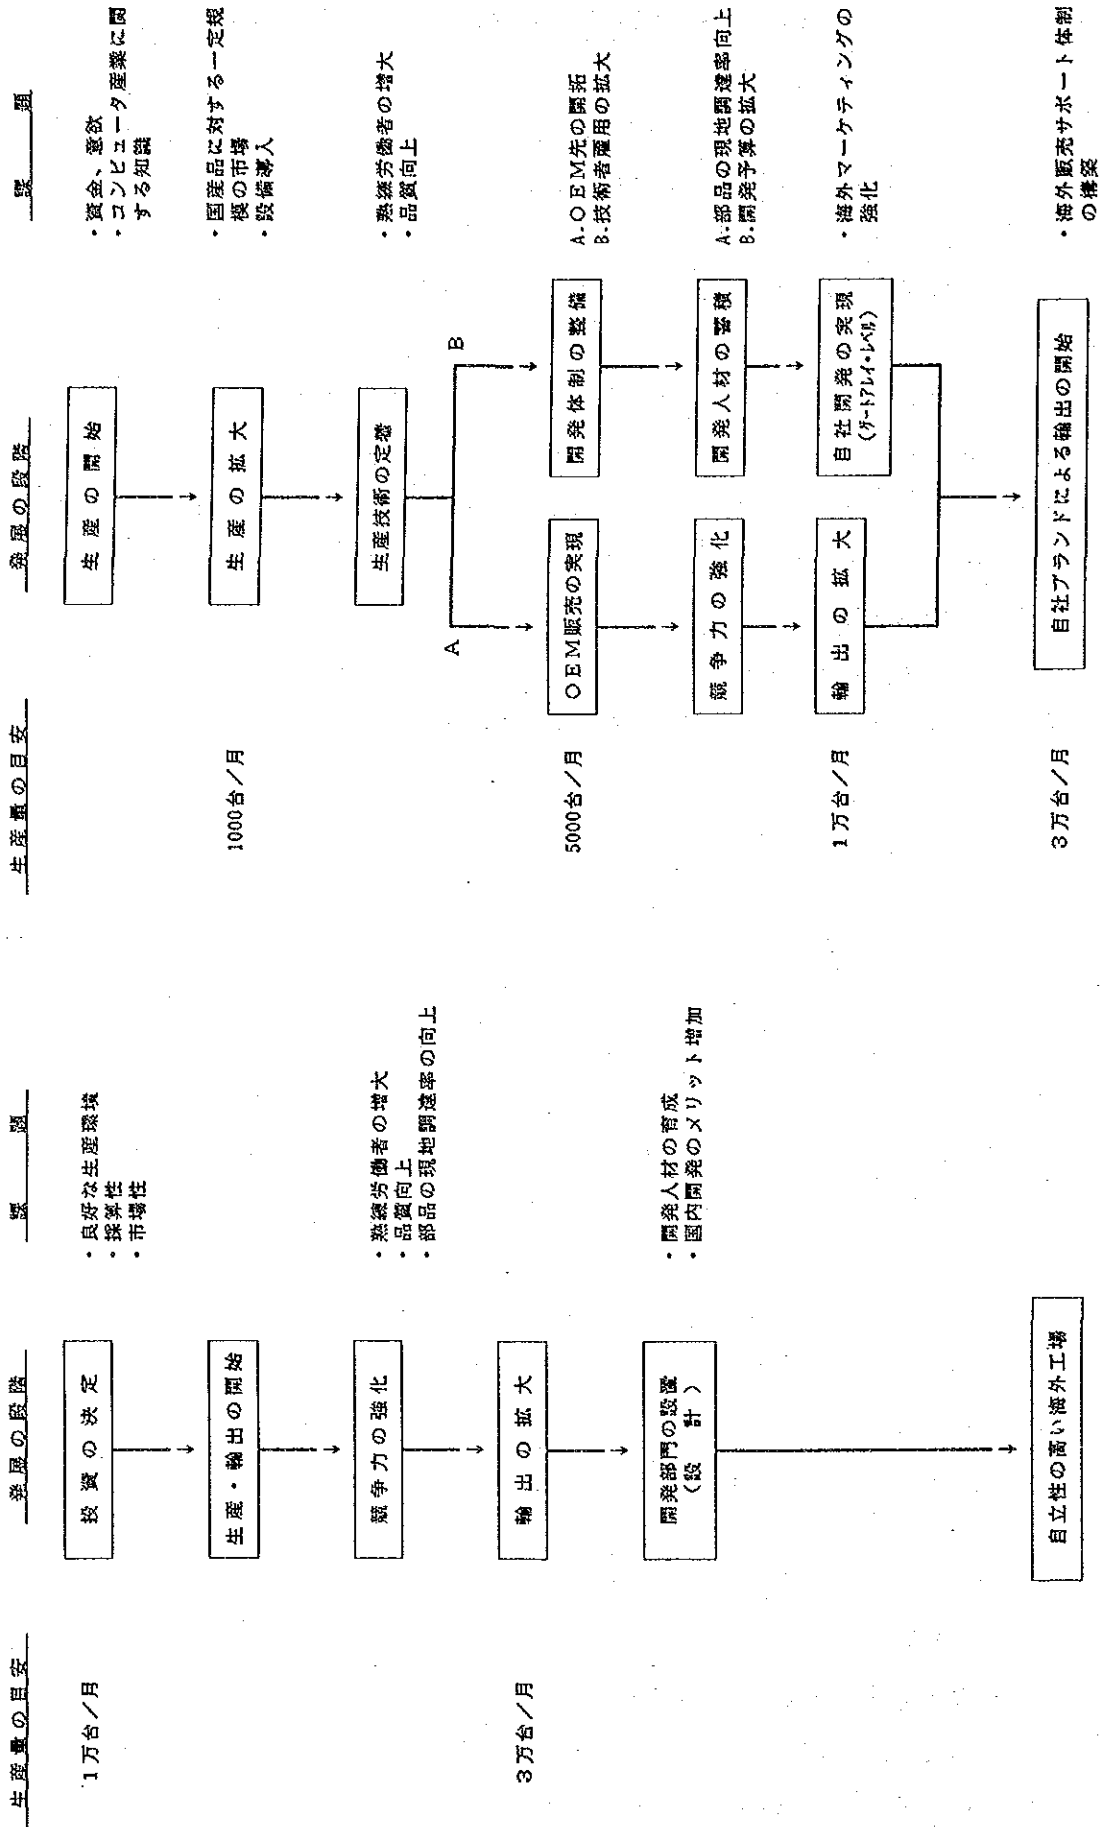 生産量の目安
発展の段階
課題
1万台/月
投資の決定
・良好な生産環境
・採算性
・市場性
生産・輸出の開始
競争力の強化
・熟練労働者の増大
・品質向上
・部品の現地調達率の向上
3万台/月
輸出の拡大
開発部門の設置
(設計)
・開発人材の育成
・国内開発のメリット増加
自立性の高い海外工場
生産量の目安
発展の段階
課題
生産の開始
・資金、意欲
・コンピュータ産業に関
する知識
1000台/月
生産の拡大
・国産品に対する一定規
模の市場
・設備導入
生産技術の定着
・熟練労働者の増大
・品質向上
A
B
5000台/月
OEM販売の実現
開発体制の整備
A.OEM先の開拓
B.技術者雇用の拡大
競争力の強化
開発人材の蓄積
A.部品の現地調達率向上
B.開発予算の拡大
1万台/月
輸出の拡大
自社開発の実現
(ゲートアレイ・レベル)
・海外マーケティングの
強化
3万台/月
自社ブランドによる輸出の開始
・海外販売サポート体制
の構築